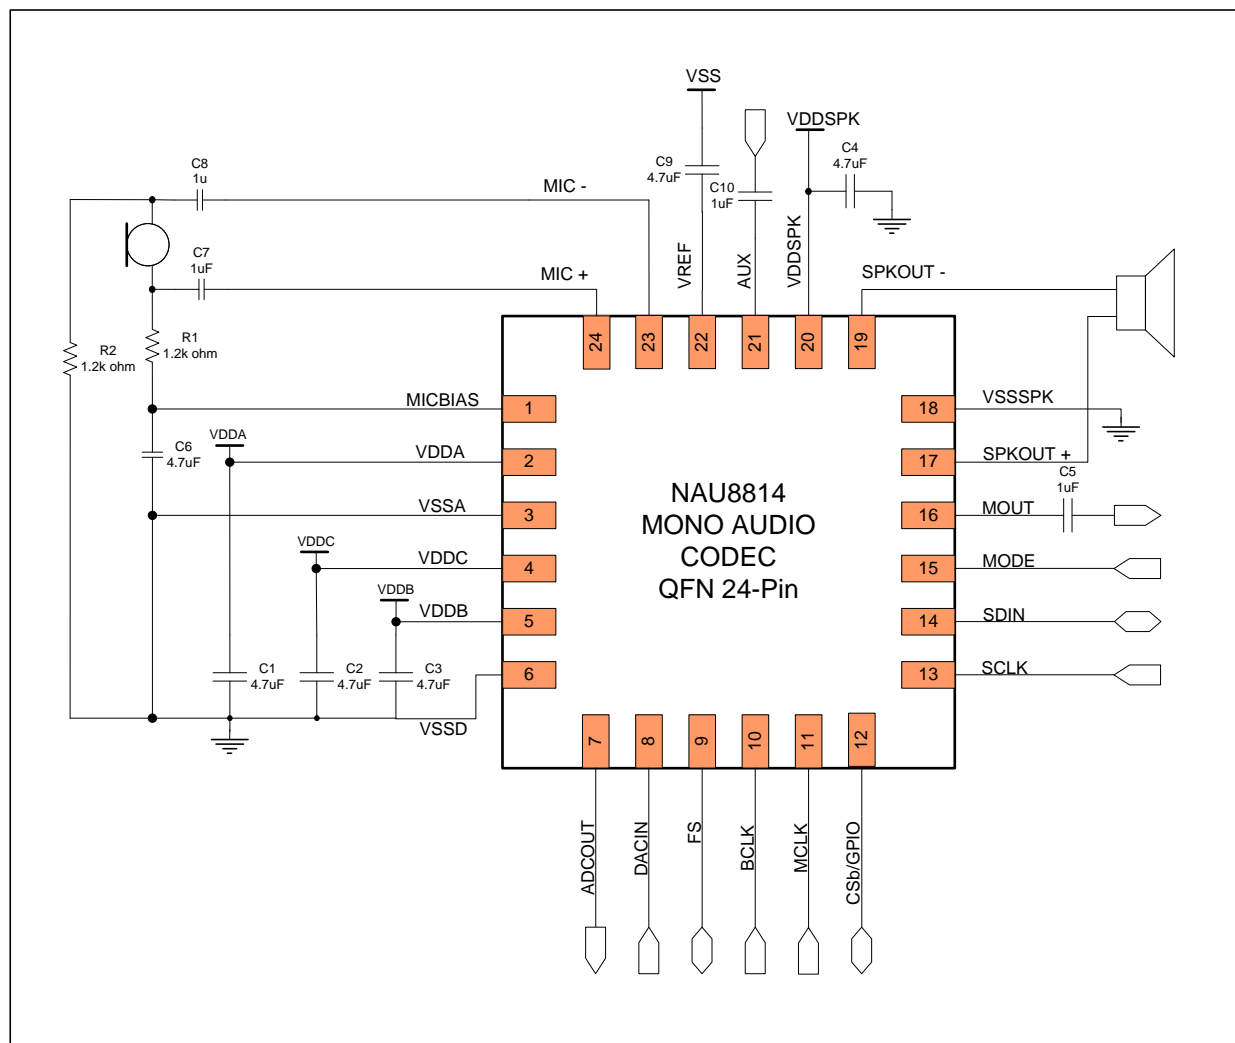 VSS
VDDSPK
C4
4.7uF
C9
4.7uF
C10
1uF
C8
1u
MIC -
C7
1uF
MIC +
VREF
AUX
VDDSPK
SPKOUT -
R2
1.2k ohm
R1
1.2k ohm
24
23
22
21
20
19
MICBIAS
1
18
VSSSPK
VDDA
C6
4.7uF
VDDA
2
17
SPKOUT +
C5
1uF
VSSA
3
16
MOUT
VDDC
VDDC
4
15
MODE
VDDB
VDDB
5
14
SDIN
C1
4.7uF
C2
4.7uF
C3
4.7uF
6
13
SCLK
VSSD
NAU8814
MONO AUDIO
CODEC
QFN 24-Pin
7
8
9
10
11
12
ADCOUT
DACIN
FS
BCLK
MCLK
CSb/GPIO